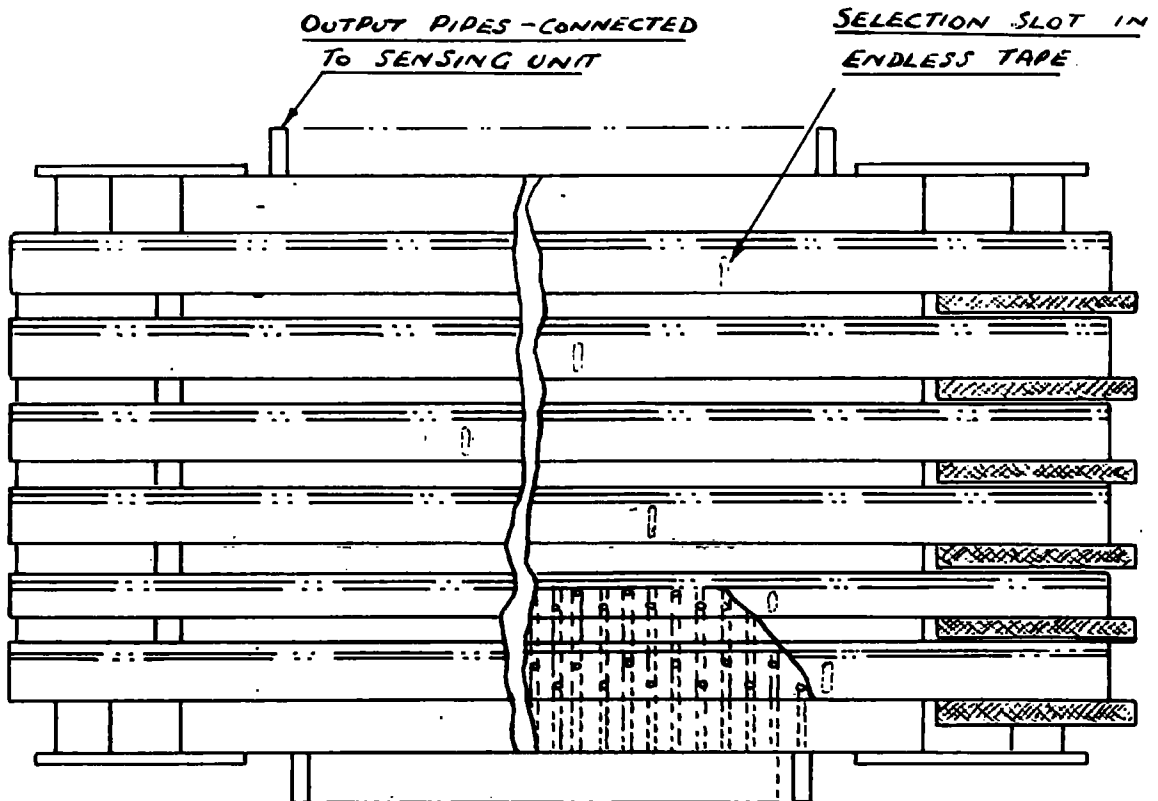 OUTPUT PIPES-CONNECTED
TO SENSING UNIT
SELECTION SLOT IN
ENDLESS TAPE